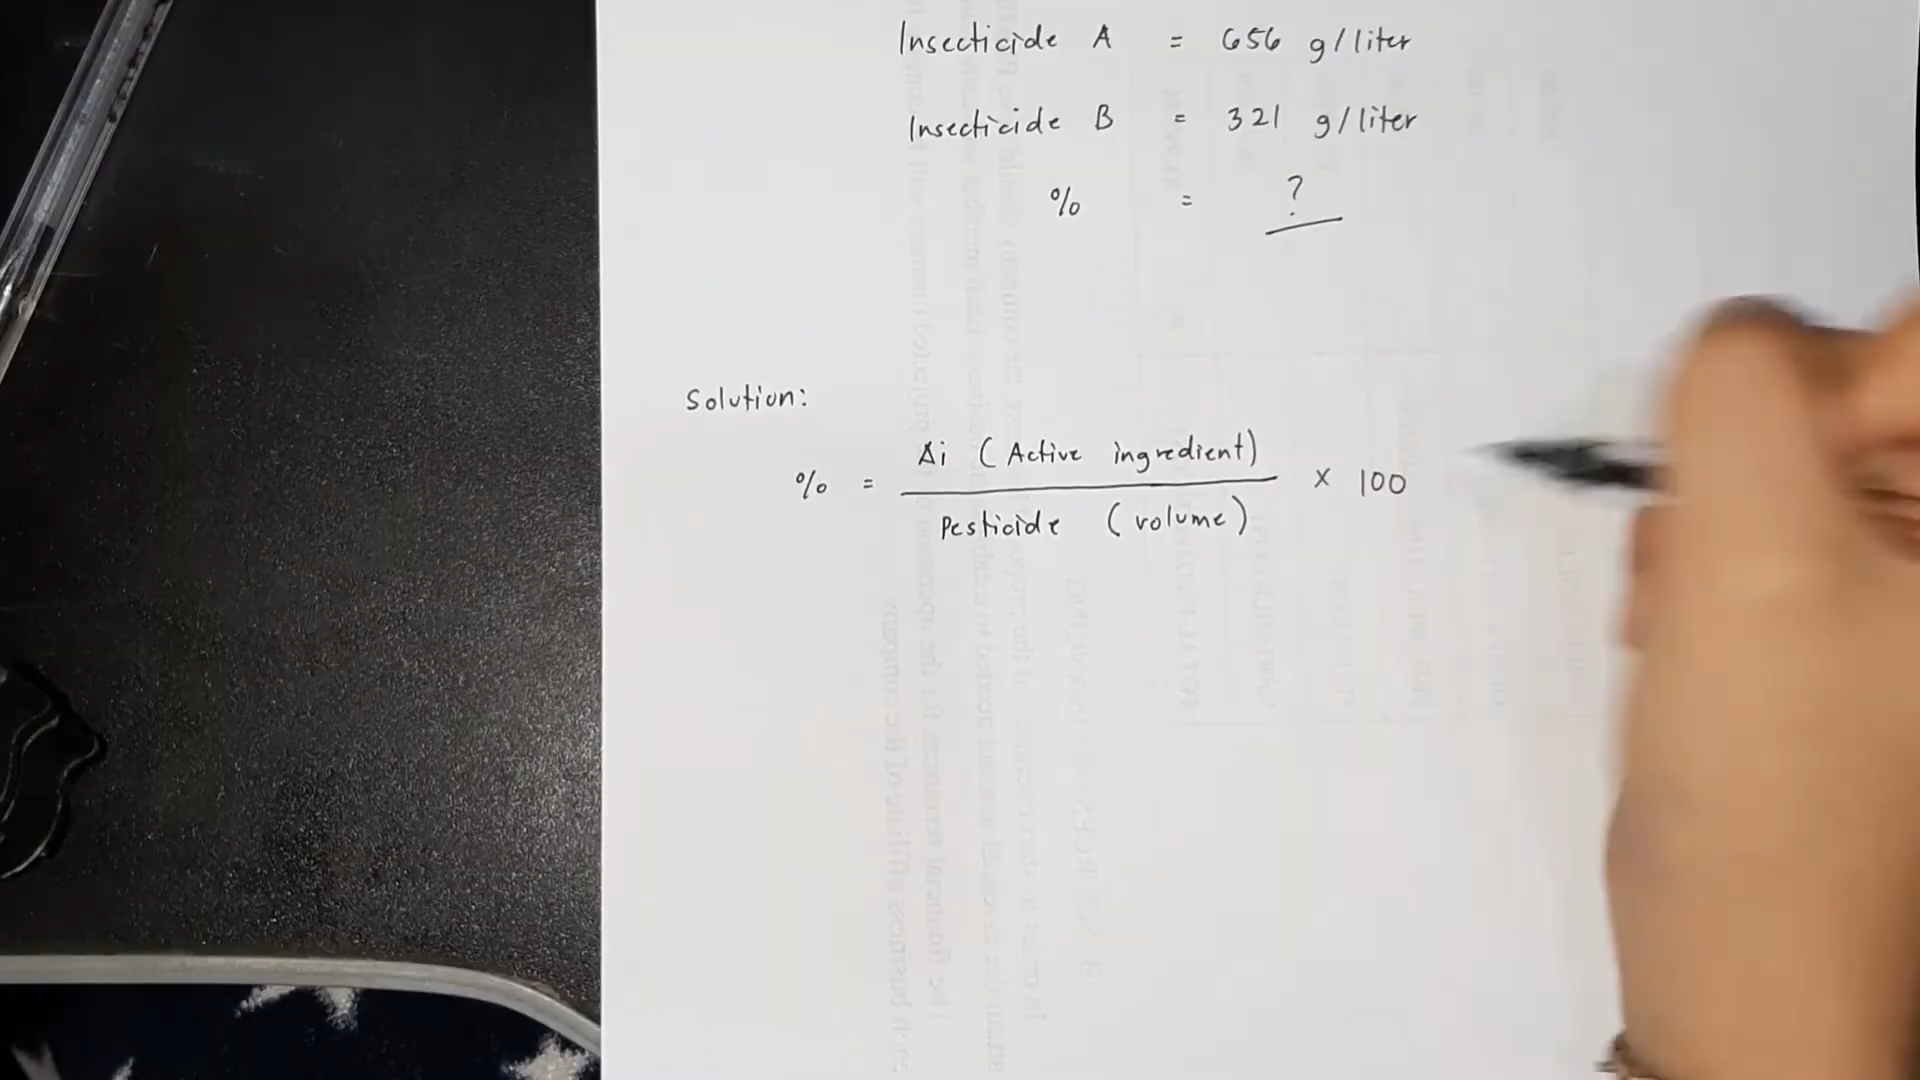 Insecticide A = 656 g/liter
Insecticide B = 321 g/liter
% = ?
Solution:
% = Ai (Active ingredient) / Pesticide (volume) x 100